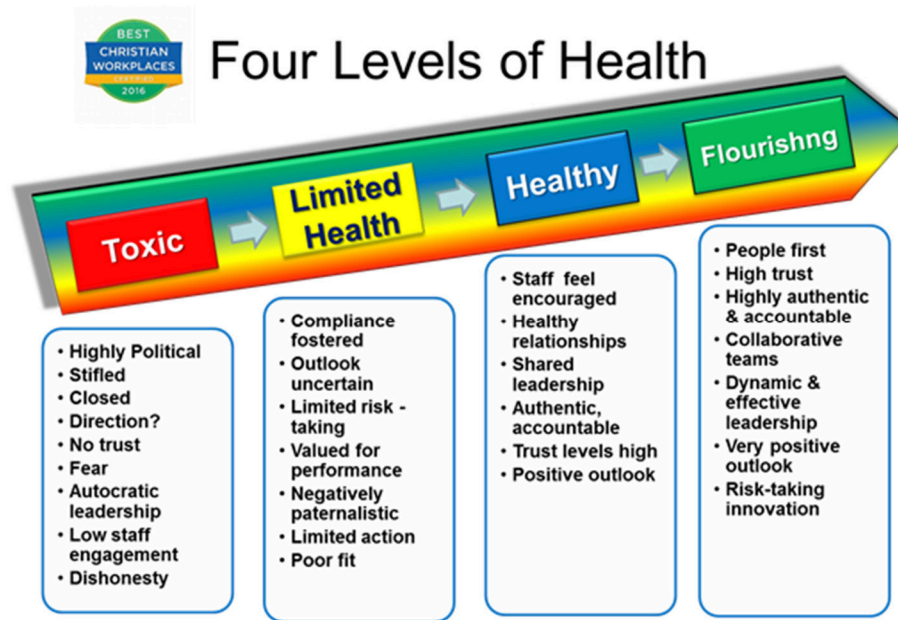 BEST
CHRISTIAN
WORKPLACES
CERTIFIED
2016
Four Levels of Health
Toxic
Limited
Health
Healthy
Flourishng
• Highly Political
• Stifled
• Closed
• Direction?
• No trust
• Fear
• Autocratic
leadership
• Low staff
engagement
• Dishonesty
• Compliance
fostered
• Outlook
uncertain
• Limited risk -
taking
• Valued for
performance
• Negatively
paternalistic
• Limited action
• Poor fit
• Staff feel
encouraged
• Healthy
relationships
• Shared
leadership
• Authentic,
accountable
• Trust levels high
• Positive outlook
• People first
• High trust
• Highly authentic
& accountable
• Collaborative
teams
• Dynamic &
effective
leadership
• Very positive
outlook
• Risk-taking
innovation